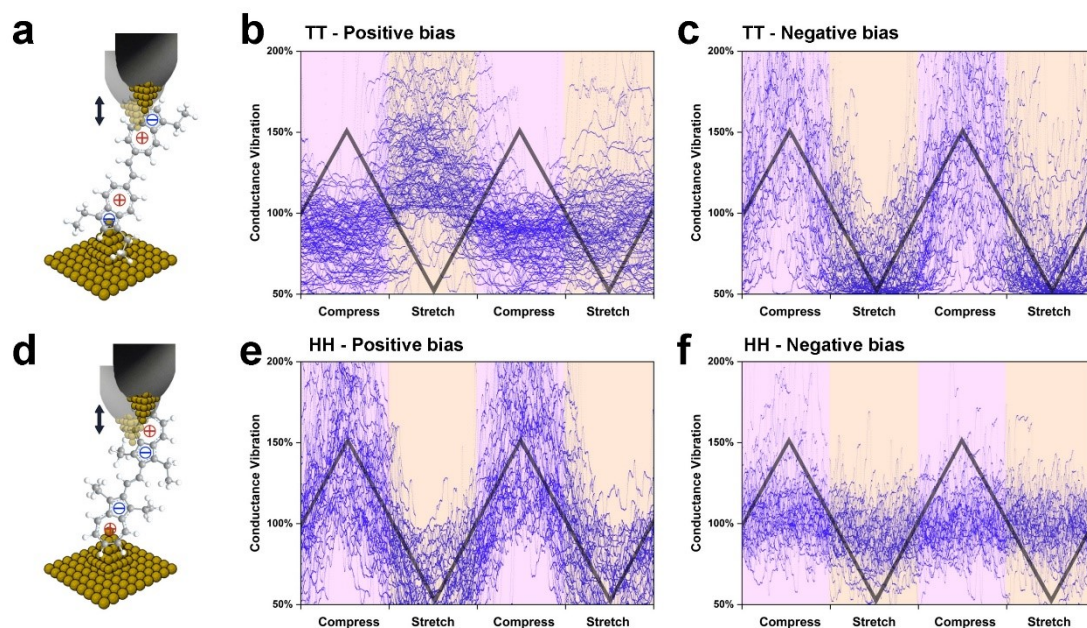 a
b
TT - Positive bias
Conductance Vibration
200%
150%
100%
50%
Compress Stretch Compress Stretch
c
TT - Negative bias
Conductance Vibration
200%
150%
100%
50%
Compress Stretch Compress Stretch
d
e
HH - Positive bias
Conductance Vibration
200%
150%
100%
50%
Compress Stretch Compress Stretch
f
HH - Negative bias
Conductance Vibration
200%
150%
100%
50%
Compress Stretch Compress Stretch